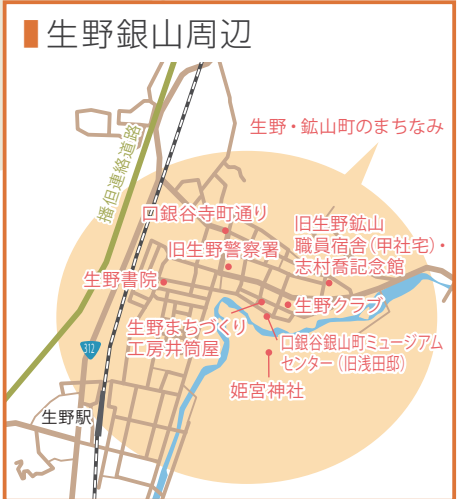 生野銀山周辺
生野・鉱山町のまちなみ
播但連絡道路
口銀谷寺町通り
旧生野鉱山
職員宿舎(甲社宅)・
志村喬記念館
旧生野警察署
生野書院
生野クラブ
生野まちづくり
工房井筒屋
口銀谷銀山町ミュージアム
センター(旧浅田邸)
312
姫宮神社
生野駅